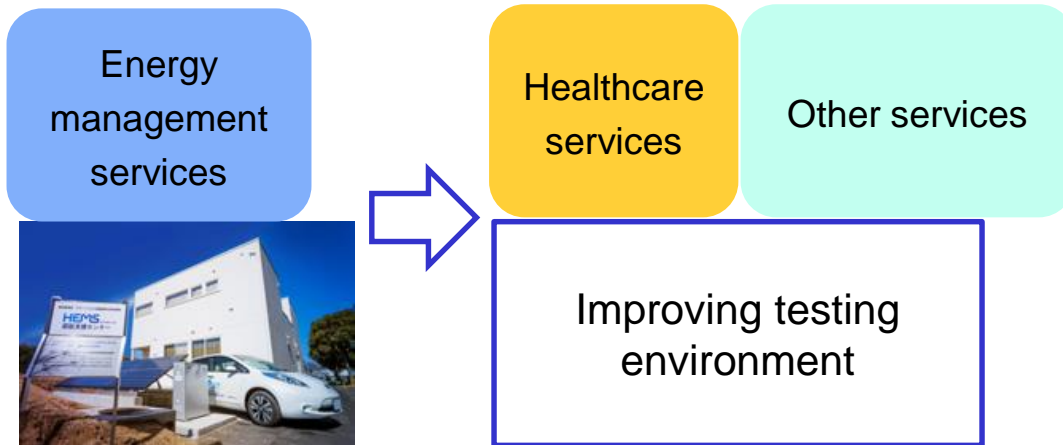 Energy
management
services
Healthcare
services
Other services
HEMS
Improving testing
environment